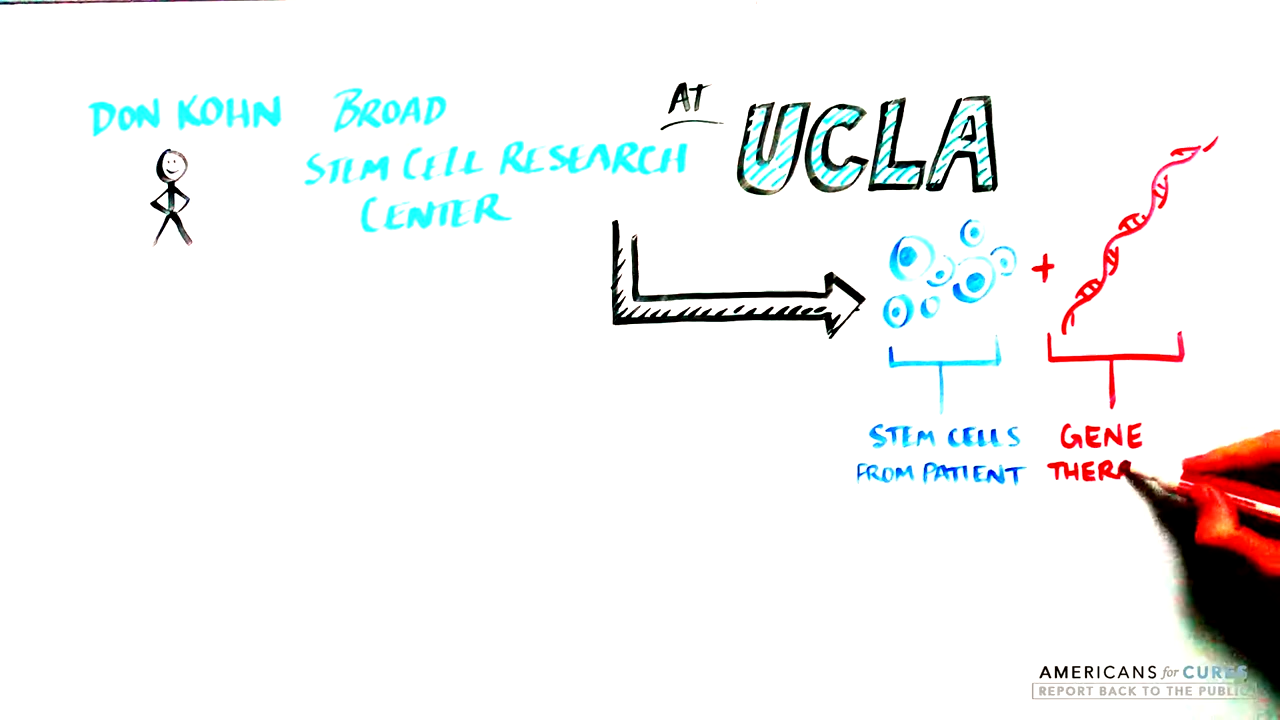 DON KOHN
BROAD
STEM CELL RESEARCH
CENTER
AT
UCLA
+
STEM CELLS
FROM PATIENT
GENE
THERA
AMERICANS for CURES
REPORT BACK TO THE PUBLIC